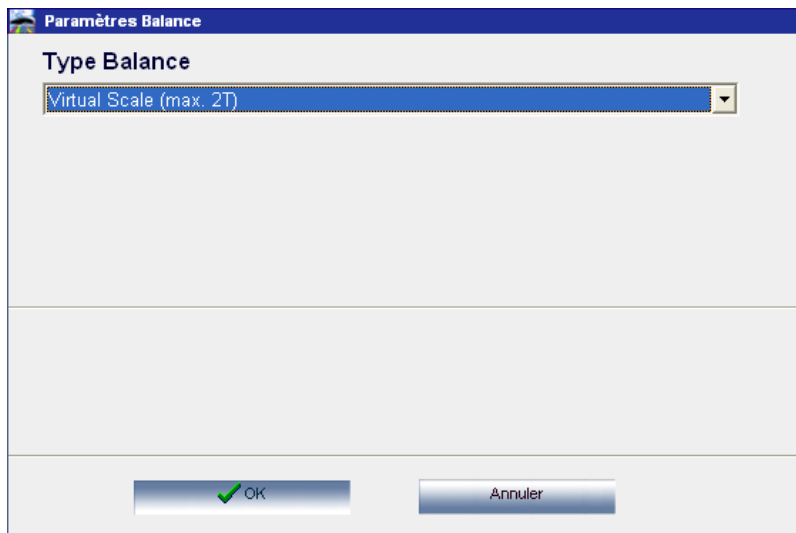 Paramètres Balance
Type Balance
Virtual Scale (max. 2T)
OK
Annuler